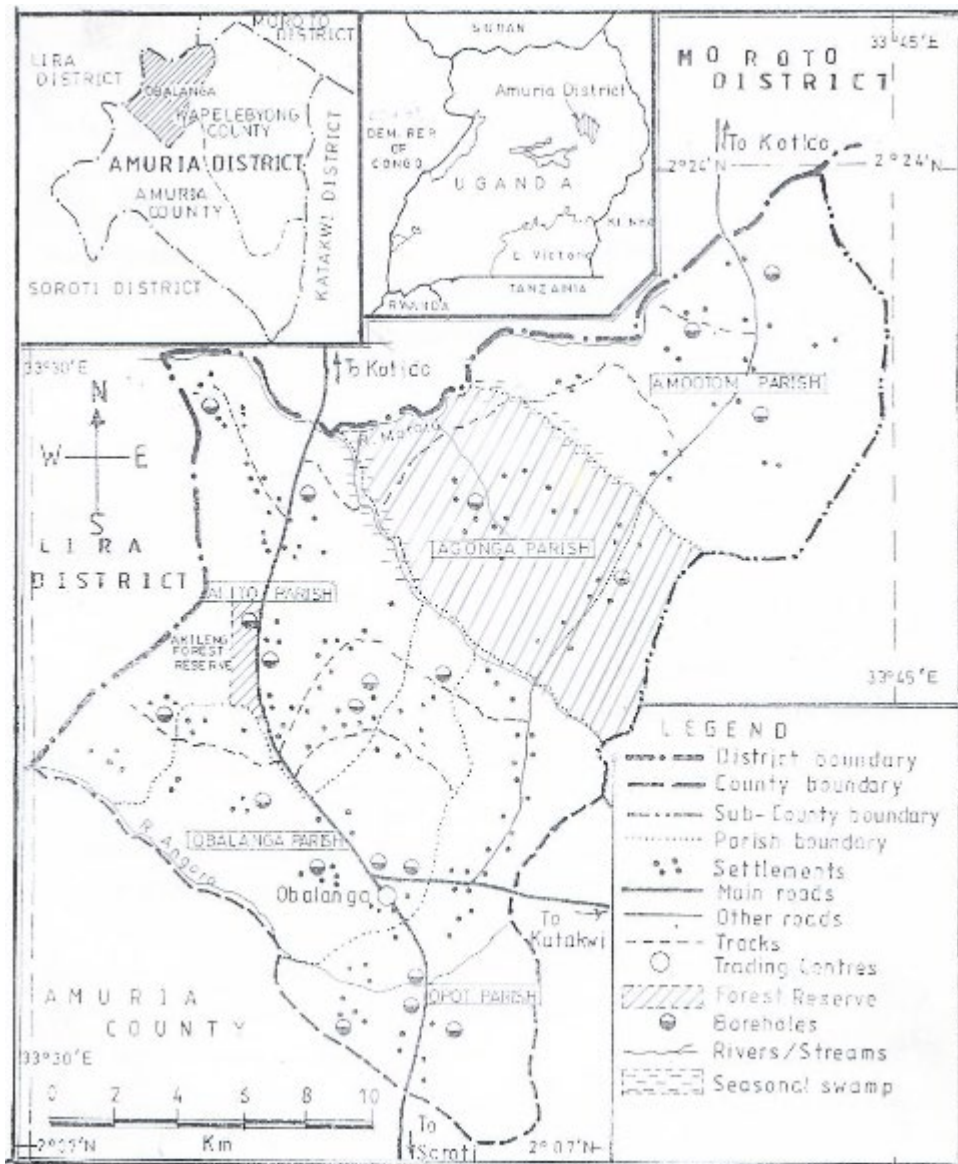 MOROTO
DISTRICT
LIRA
DISTRICT
OBALANGA
KAPELEBYONG
COUNTY
AMURIA DISTRICT
AMURIA
COUNTY
KATAKWI DISTRICT
SOROTI DISTRICT
SUDAN
Amuria District
DEM. REP
OF
CONGO
UGANDA
KENYA
L. Victoria
TANZAINIA
RWANDA
33°45'E
MOROTO
DISTRICT
To Kotido
2°24'N
2°24'N
33°30'E
To Kotido
N
W
E
S
AMOOTOM PARISH
AGONGA PARISH
LIRA
DISTRICT
ALITO PARISH
AKILENG
FOREST
RESERVE
33°45'E
OBALANGA PARISH
R. Angoro
Obalanga
To
Katakwi
OPOT PARISH
AMURIA
COUNTY
33°30'E
0 2 4 6 8 10
Km
To
Soroti
2°07'N
2°07'N
LEGEND
District boundary
County boundary
Sub-County boundary
Parish boundary
Settlements
Main roads
Other roads
Tracks
Trading Centres
Forest Reserve
Boreholes
Rivers/Streams
Seasonal swamp